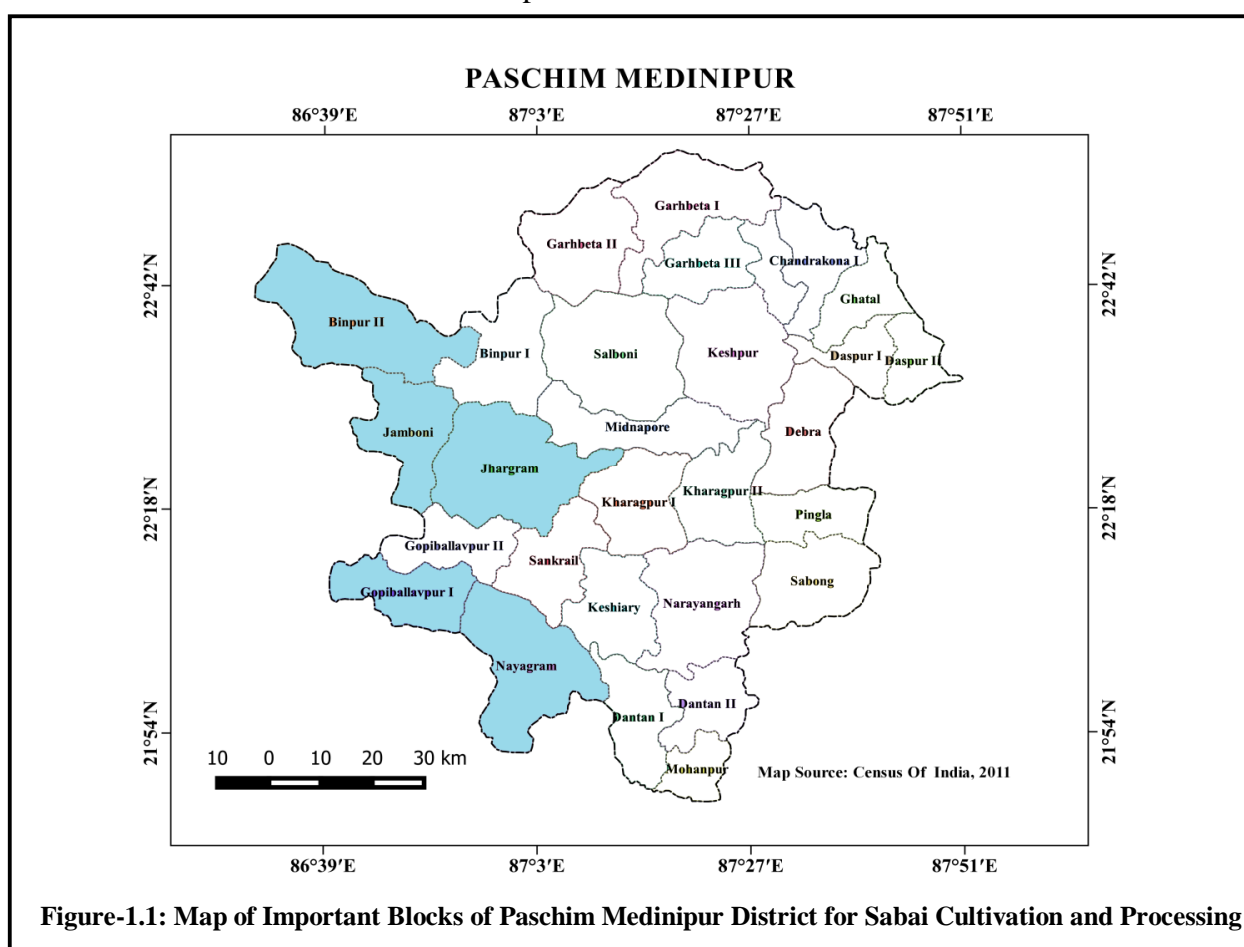 PASCHIM MEDINIPUR
86°39′E 87°3′E 87°27′E 87°51′E
Garhbeta I
Garhbeta II
Garhbeta III
Chandrakona I
22°42′N
22°42′N
Ghatal
Binpur II
Binpur I
Salboni
Keshpur
Daspur I
Daspur II
Jamboni
Midnapore
Debra
Jhargram
Kharagpur I
Kharagpur II
22°18′N
22°18′N
Pingla
Gopiballavpur II
Sankrail
Sabong
Gopiballavpur I
Keshiary
Narayangarh
Nayagram
Dantan I
Dantan II
21°54′N
21°54′N
10 0 10 20 30 km
Mohanpur
Map Source: Census Of India, 2011
86°39′E 87°3′E 87°27′E 87°51′E
Figure-1.1: Map of Important Blocks of Paschim Medinipur District for Sabai Cultivation and Processing